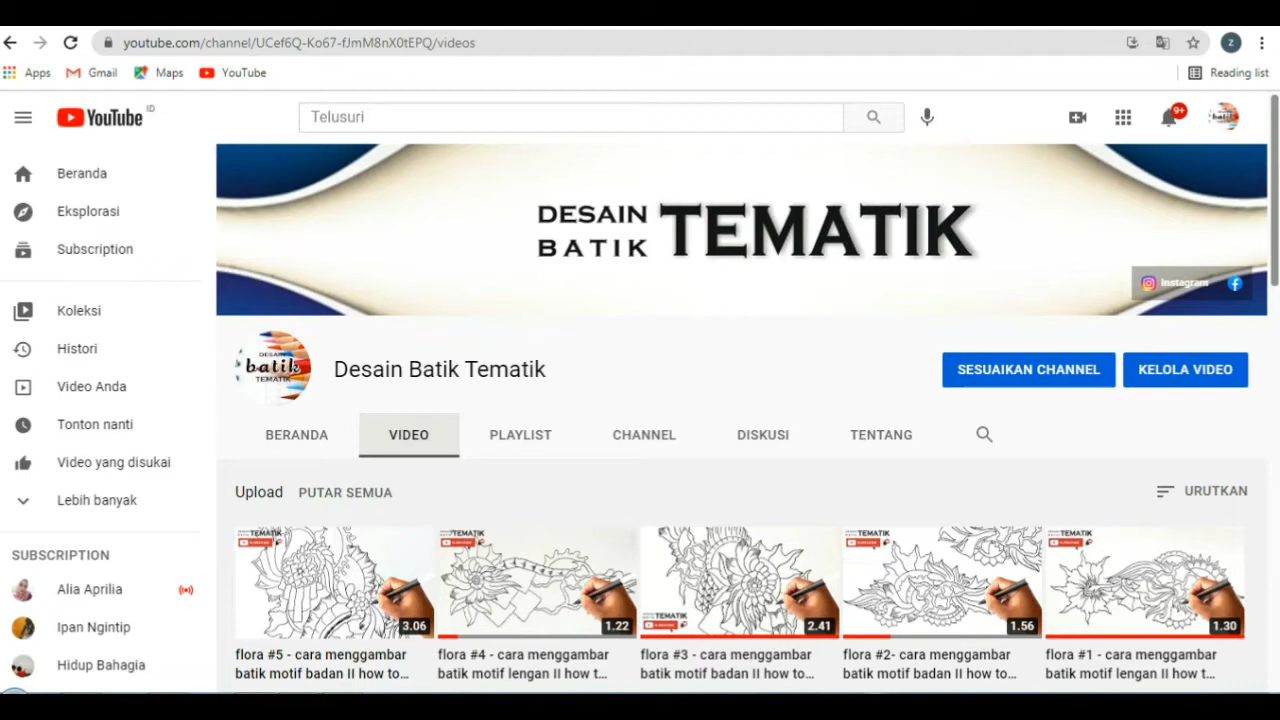 youtube.com/channel/UCef6Q-Ko67-fJmM8nX0tEPQ/videos
Z
Apps
Gmail
Maps
YouTube
Reading list
YouTube ID
Telusuri
9+
batik
Beranda
Eksplorasi
Subscription
Koleksi
Histori
Video Anda
Tonton nanti
Video yang disukai
Lebih banyak
SUBSCRIPTION
Alia Aprilia
Ipan Ngintip
Hidup Bahagia
DESAIN
BATIK
TEMATIK
Instagram
DESAIN
batik
TEMATIK
Desain Batik Tematik
SESUAIKAN CHANNEL
KELOLA VIDEO
BERANDA
VIDEO
PLAYLIST
CHANNEL
DISKUSI
TENTANG
Upload
PUTAR SEMUA
URUTKAN
TEMATIK
3.06
flora #5 - cara menggambar
batik motif badan II how to...
TEMATIK
1.22
flora #4 - cara menggambar
batik motif lengan II how t...
TEMATIK
2.41
flora #3 - cara menggambar
batik motif badan II how to...
TEMATIK
1.56
flora #2- cara menggambar
batik motif badan II how to...
TEMATIK
1.30
flora #1 - cara menggambar
batik motif lengan II how t...